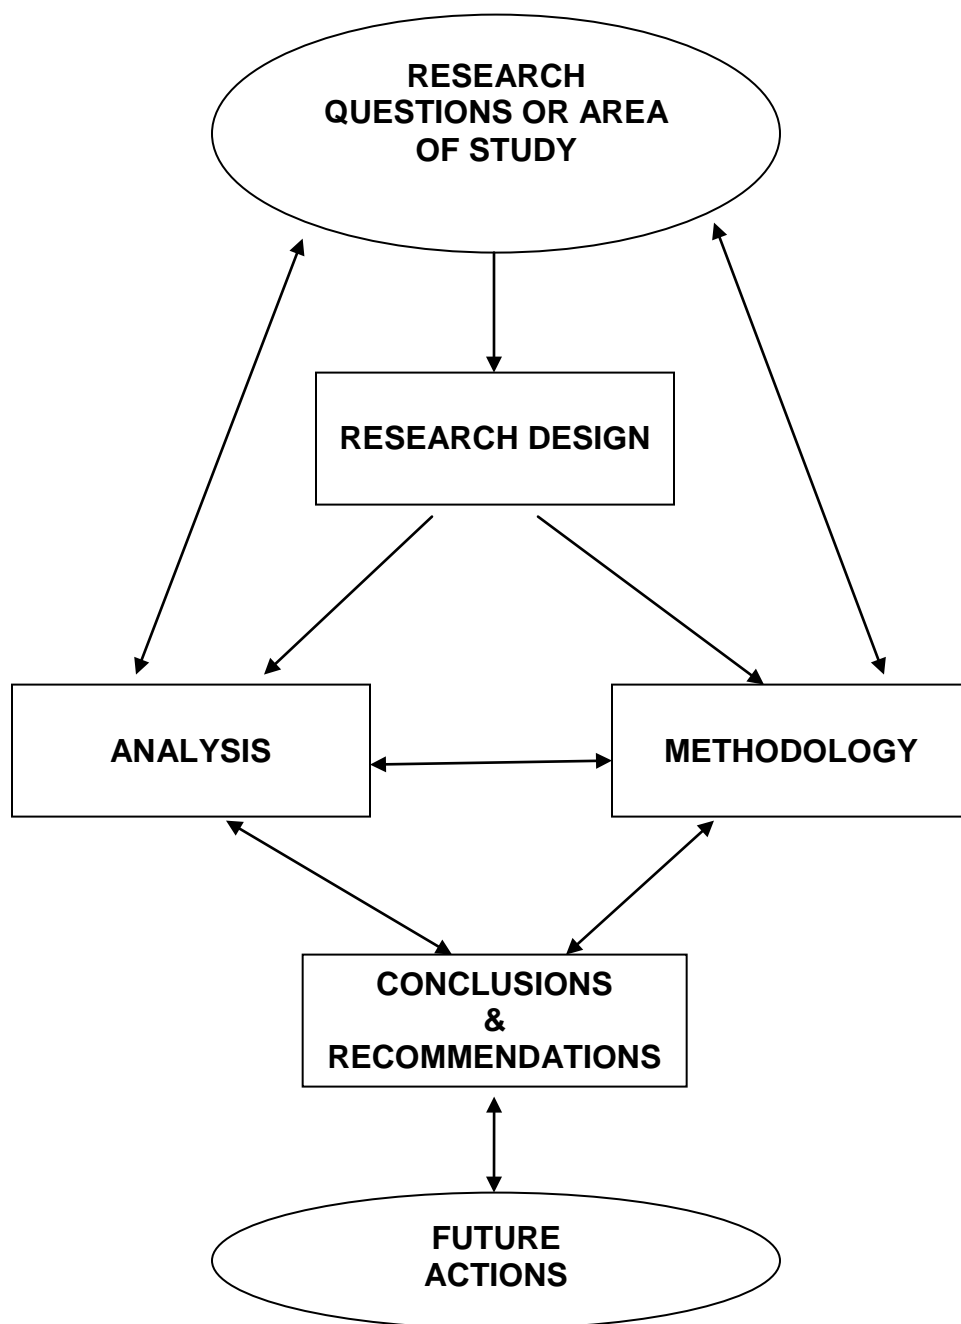 RESEARCH
QUESTIONS OR AREA
OF STUDY
RESEARCH DESIGN
ANALYSIS
METHODOLOGY
CONCLUSIONS
&
RECOMMENDATIONS
FUTURE
ACTIONS